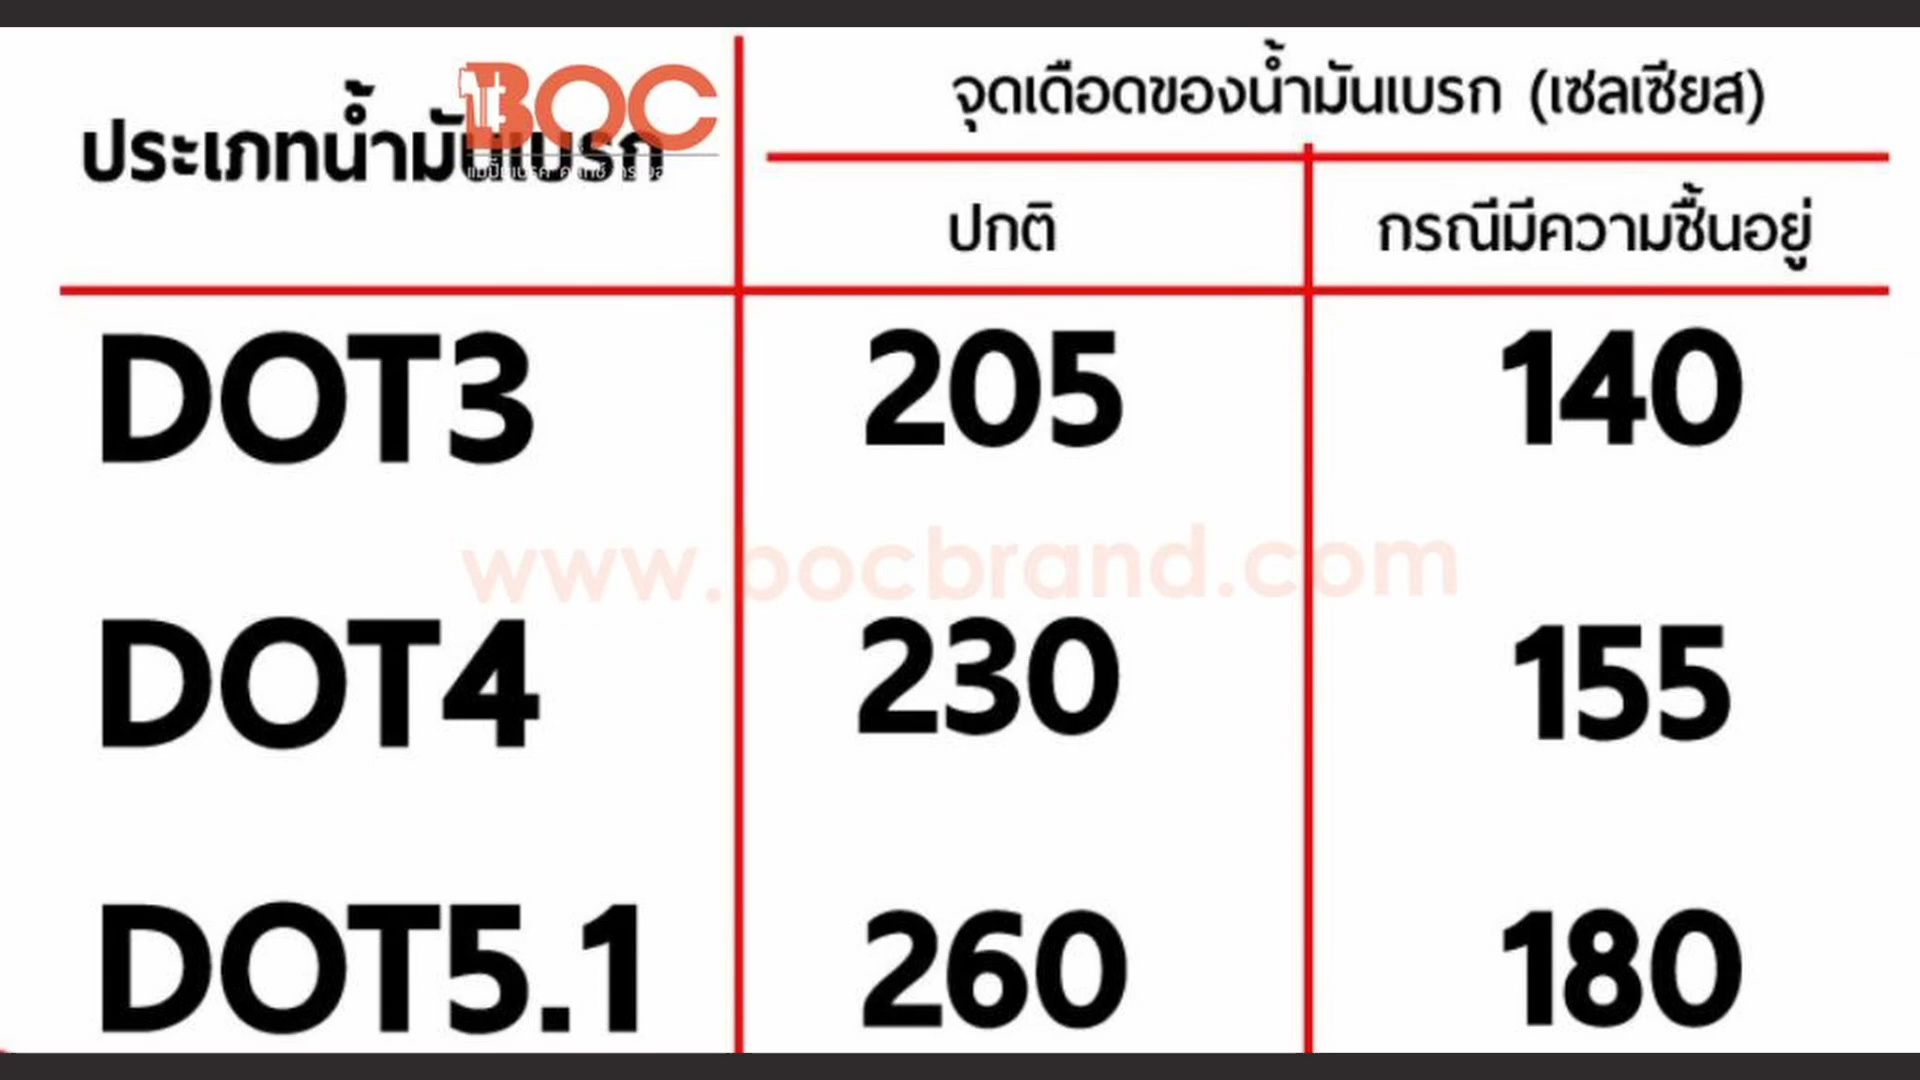 BOC
ประเภทน้ำมันเบรก
จุดเดือดของน้ำมันเบรก (เซลเซียส)
ปกติ
กรณีมีความชื้นอยู่
DOT3
205
140
www.bocbrand.com
DOT4
230
155
DOT5.1
260
180